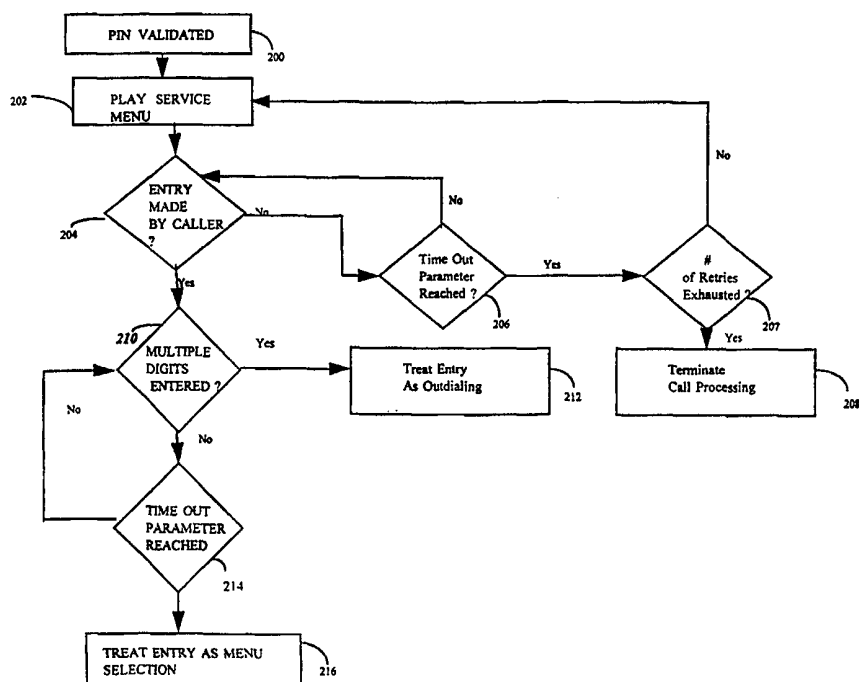 PIN VALIDATED
200
202
PLAY SERVICE
MENU
No
ENTRY
MADE
BY CALLER
?
204
No
No
Time Out
Parameter
Reached ?
206
Yes
#
of Retries
Exhausted ?
207
Yes
Yes
210
MULTIPLE
DIGITS
ENTERED ?
Yes
Treat Entry
As Outdialing
212
Terminate
Call Processing
208
No
No
TIME OUT
PARAMETER
REACHED
214
TREAT ENTRY AS MENU
SELECTION
216